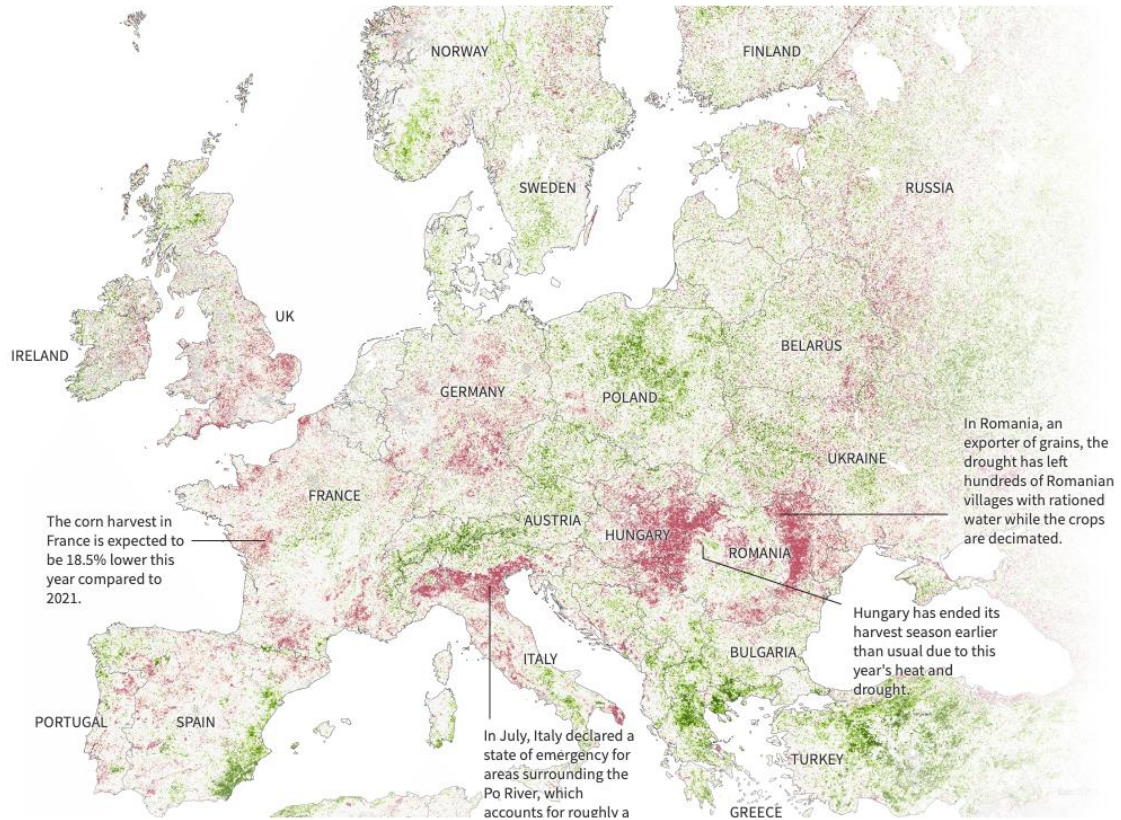 NORWAY
FINLAND
SWEDEN
RUSSIA
UK
IRELAND
BELARUS
GERMANY
POLAND
In Romania, an
exporter of grains, the
drought has left
hundreds of Romanian
villages with rationed
water while the crops
are decimated.
UKRAINE
FRANCE
The corn harvest in
France is expected to
be 18.5% lower this
year compared to
2021.
AUSTRIA
HUNGARY
ROMANIA
Hungary has ended its
harvest season earlier
than usual due to this
year's heat and
drought.
BULGARIA
ITALY
PORTUGAL
SPAIN
In July, Italy declared a
state of emergency for
areas surrounding the
Po River, which
accounts for roughly a
TURKEY
GREECE